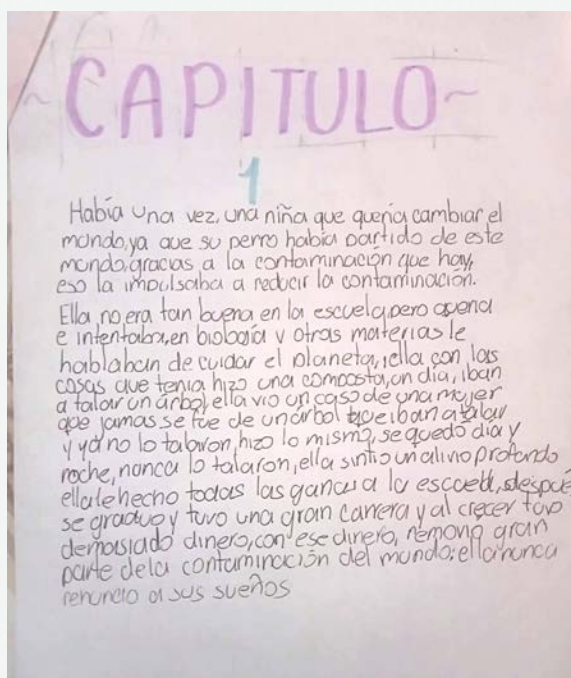 ~CAPITULO~
1
Había una vez, una niña que quería cambiar el
mundo, ya que su perro había partido de este
mundo, gracias a la contaminación que hay,
eso la impulsaba a reducir la contaminación.
Ella no era tan buena en la escuela, pero quería
e intentaba, en biología y otras materias le
hablaban de cuidar el planeta, ella con las
cosas que tenía hizo una composta, un día, iban
a talar un árbol, ella vio un caso de una mujer
que jamas se fue de un árbol que iban a talar
y ya no lo talaron, hizo lo mismo, se quedó día y
noche, nunca lo talaron, ella sintio un alivio profundo
ella le hecho todas las ganas a la escuela, después
se graduo y tuvo una gran carrera y al crecer tuvo
demasiado dinero, con ese dinero, removio gran
parte de la contaminación del mundo; ella nunca
renuncio a sus sueños